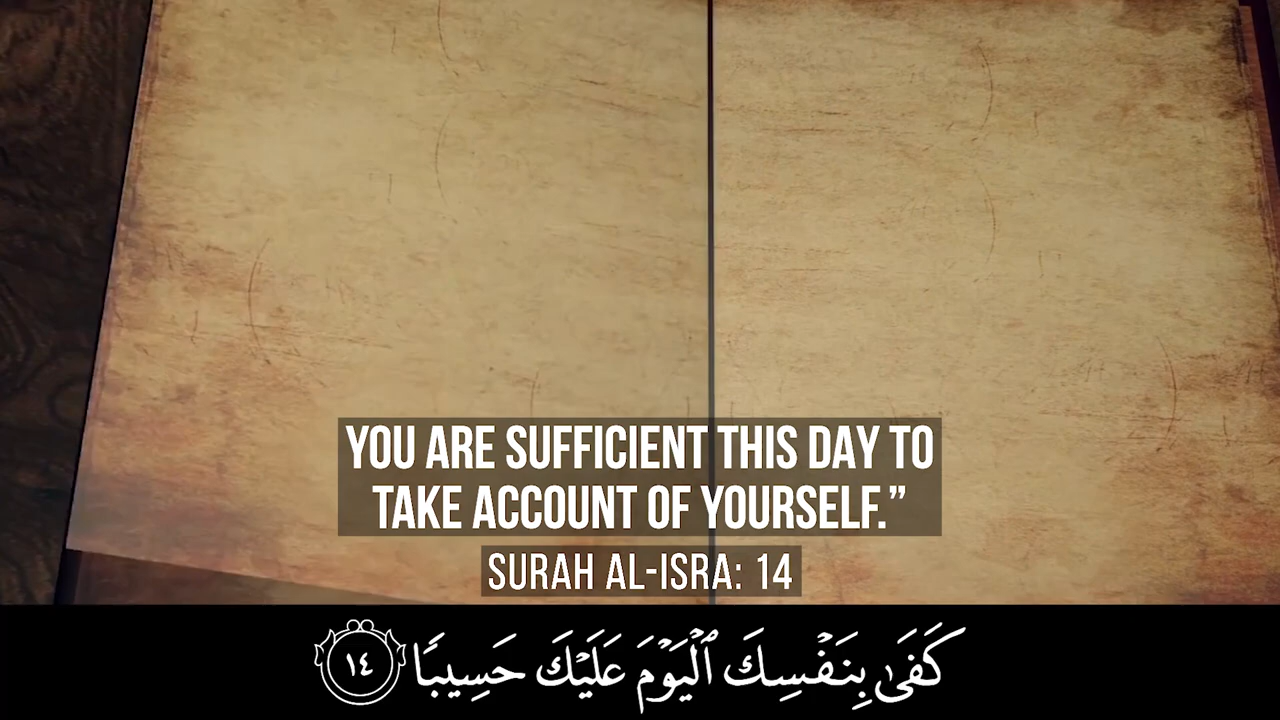 YOU ARE SUFFICIENT THIS DAY TO
TAKE ACCOUNT OF YOURSELF.”
SURAH AL-ISRA: 14
كَفَىٰ بِنَفْسِكَ ٱلْيَوْمَ عَلَيْكَ حَسِيبًا ١٤